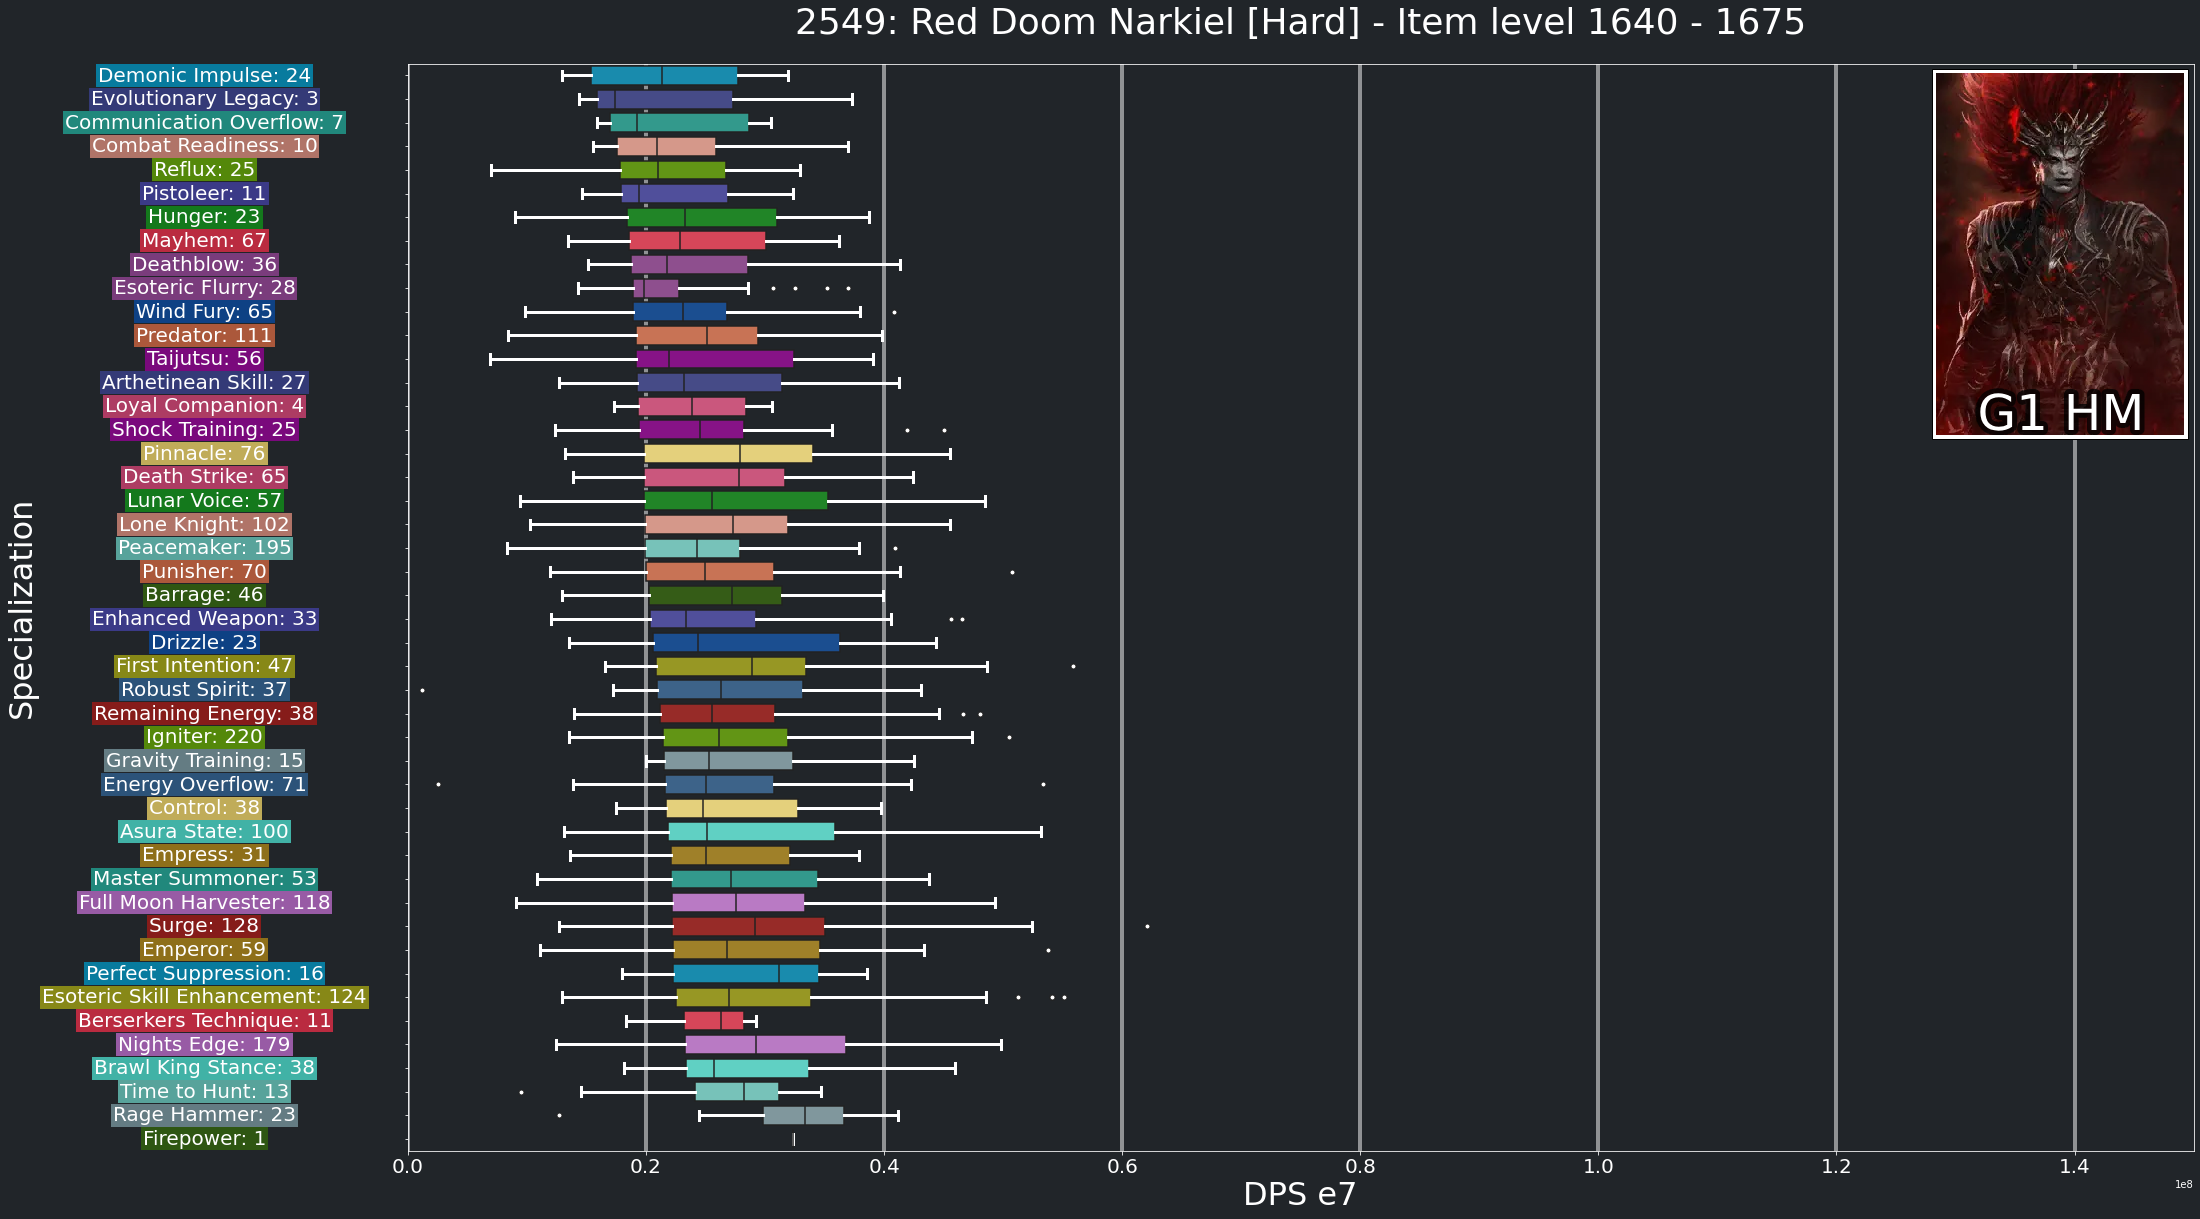 2549: Red Doom Narkiel [Hard] - Item level 1640 - 1675
Demonic Impulse: 24
Evolutionary Legacy: 3
Communication Overflow: 7
Combat Readiness: 10
Reflux: 25
Pistoleer: 11
Hunger: 23
Mayhem: 67
Deathblow: 36
Esoteric Flurry: 28
Wind Fury: 65
Predator: 111
Taijutsu: 56
Arthetinean Skill: 27
Loyal Companion: 4
Shock Training: 25
Pinnacle: 76
Death Strike: 65
Lunar Voice: 57
Lone Knight: 102
Peacemaker: 195
Punisher: 70
Barrage: 46
Enhanced Weapon: 33
Drizzle: 23
First Intention: 47
Robust Spirit: 37
Remaining Energy: 38
Igniter: 220
Gravity Training: 15
Energy Overflow: 71
Control: 38
Asura State: 100
Empress: 31
Master Summoner: 53
Full Moon Harvester: 118
Surge: 128
Emperor: 59
Perfect Suppression: 16
Esoteric Skill Enhancement: 124
Berserkers Technique: 11
Nights Edge: 179
Brawl King Stance: 38
Time to Hunt: 13
Rage Hammer: 23
Firepower: 1
Specialization
G1 HM
0.0 0.2 0.4 0.6 0.8 1.0 1.2 1.4
DPS e7
1e8